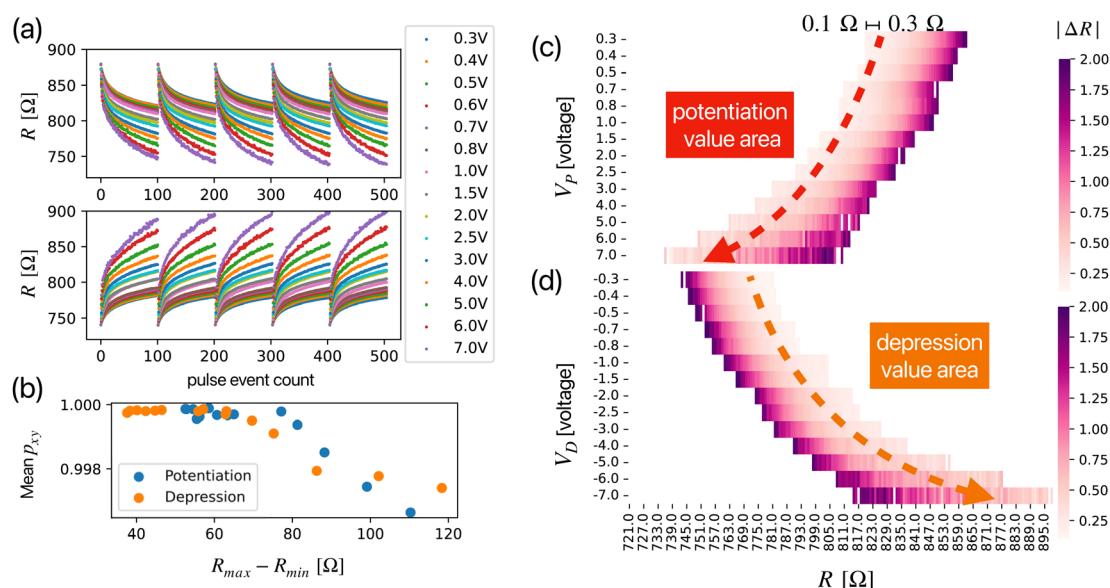 (a)
900
850
800
750
R [Ω]
0 100 200 300 400 500
900
850
800
750
R [Ω]
0 100 200 300 400 500
pulse event count
0.3V
0.4V
0.5V
0.6V
0.7V
0.8V
1.0V
1.5V
2.0V
2.5V
3.0V
4.0V
5.0V
6.0V
7.0V
(b)
1.000
0.998
Mean p_xy
Potentiation
Depression
40 60 80 100 120
R_max − R_min [Ω]
(c)
0.1 Ω ↦ 0.3 Ω
0.3
0.4
0.5
0.7
0.8
1.0
1.5
2.0
2.5
3.0
4.0
5.0
6.0
7.0
V_P [voltage]
potentiation
value area
(d)
-0.3
-0.4
-0.5
-0.7
-0.8
-1.0
-1.5
-2.0
-2.5
-3.0
-4.0
-5.0
-6.0
-7.0
V_D [voltage]
depression
value area
721.0 727.0 733.0 739.0 745.0 751.0 757.0 763.0 769.0 775.0 781.0 787.0 793.0 799.0 805.0 811.0 817.0 823.0 829.0 835.0 841.0 847.0 853.0 859.0 865.0 871.0 877.0 883.0 889.0 895.0
R [Ω]
|ΔR|
2.00
1.75
1.50
1.25
1.00
0.75
0.50
0.25
2.00
1.75
1.50
1.25
1.00
0.75
0.50
0.25